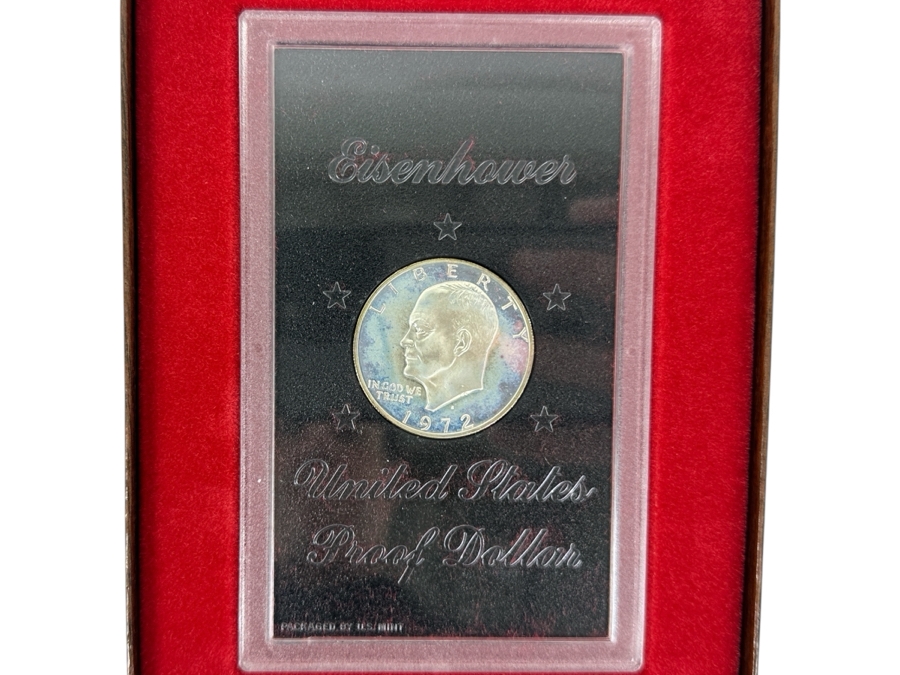 Eisenhower
LIBERTY
IN GOD WE
TRUST
1972
United States
Proof Dollar
PACKAGED BY U.S. MINT